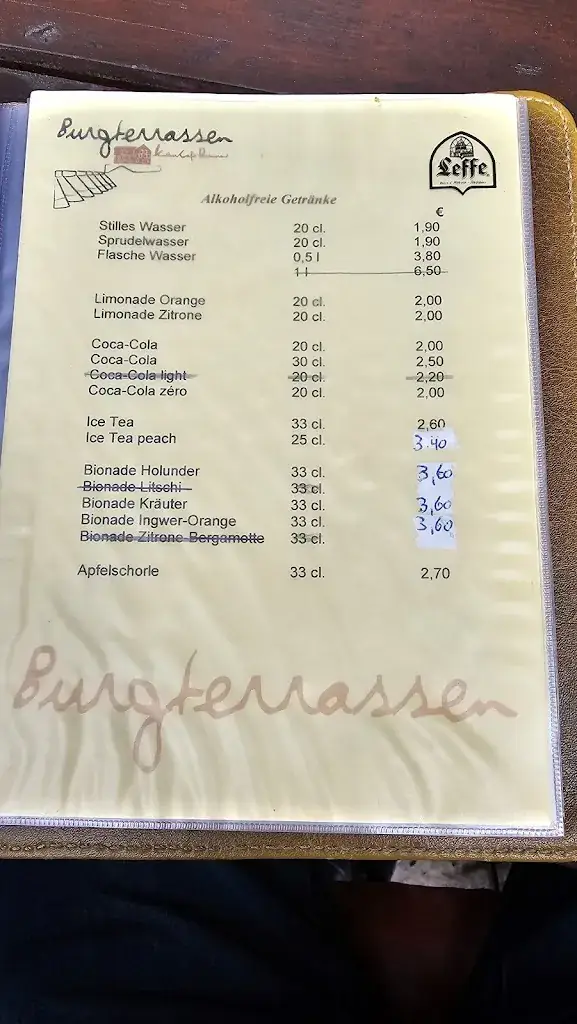 Burgterrassen
Leffe
Alkoholfreie Getränke
€
Stilles Wasser 20 cl. 1,90
Sprudelwasser 20 cl. 1,90
Flasche Wasser 0,5 l 3,80
1 l 6,50
Limonade Orange 20 cl. 2,00
Limonade Zitrone 20 cl. 2,00
Coca-Cola 20 cl. 2,00
Coca-Cola 30 cl. 2,50
Coca-Cola light 20 cl. 2,20
Coca-Cola zéro 20 cl. 2,00
Ice Tea 33 cl. 2,60
Ice Tea peach 25 cl. 3.40
Bionade Holunder 33 cl. 3,60
Bionade Litschi 33 cl.
Bionade Kräuter 33 cl. 3,60
Bionade Ingwer-Orange 33 cl. 3,60
Bionade Zitrone-Bergamotte 33 cl.
Apfelschorle 33 cl. 2,70
Burgterrassen